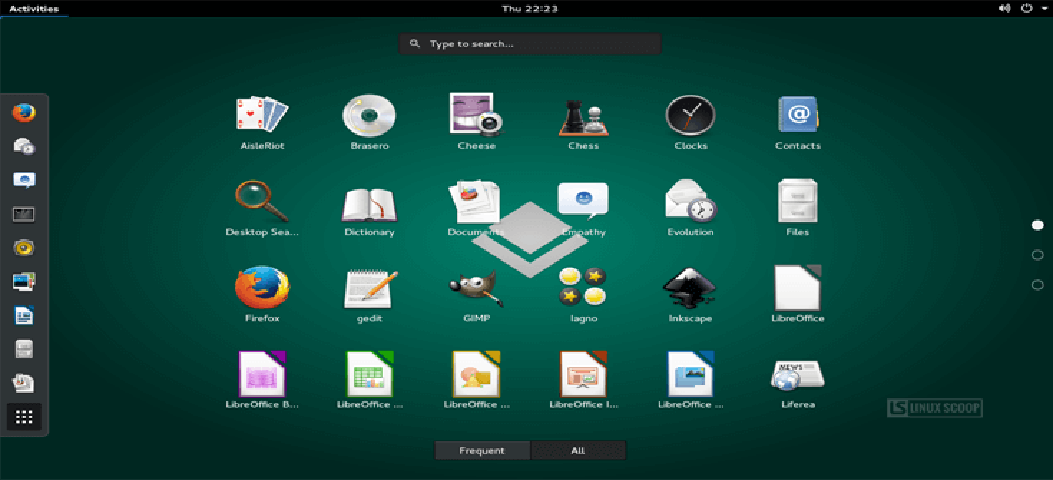 Activities
Thu 22:23
Type to search...
AisleRiot
Brasero
Cheese
Chess
Clocks
Contacts
Desktop Sea...
Dictionary
Documents
Empathy
Evolution
Files
Firefox
gedit
GIMP
Iagno
Inkscape
LibreOffice
LibreOffice B...
LibreOffice ...
LibreOffice ...
LibreOffice I...
LibreOffice ...
Liferea
NEWS
LS LINUX SCOOP
Frequent
All